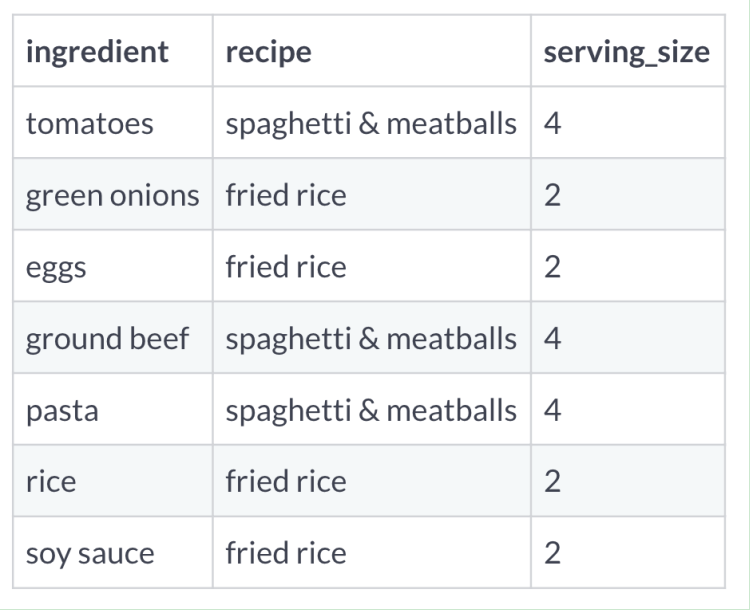 ingredient recipe serving_size
tomatoes spaghetti & meatballs 4
green onions fried rice 2
eggs fried rice 2
ground beef spaghetti & meatballs 4
pasta spaghetti & meatballs 4
rice fried rice 2
soy sauce fried rice 2